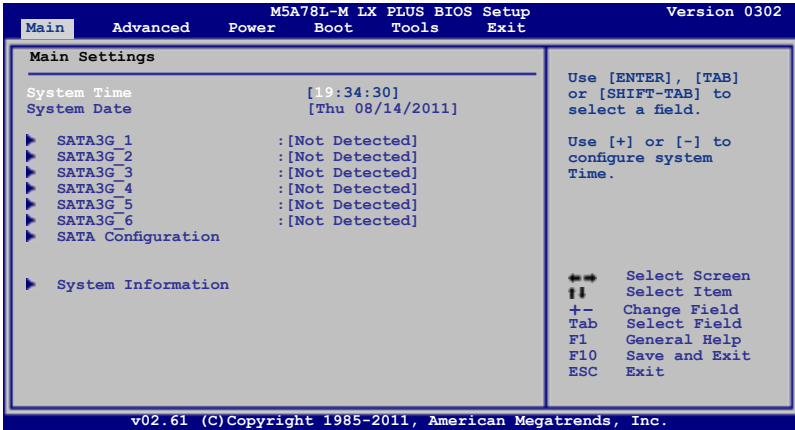 M5A78L-M LX PLUS BIOS Setup Version 0302
Main Advanced Power Boot Tools Exit
Main Settings
System Time [19:34:30]
System Date [Thu 08/14/2011]
SATA3G_1 :[Not Detected]
SATA3G_2 :[Not Detected]
SATA3G_3 :[Not Detected]
SATA3G_4 :[Not Detected]
SATA3G_5 :[Not Detected]
SATA3G_6 :[Not Detected]
SATA Configuration
System Information
Use [ENTER], [TAB]
or [SHIFT-TAB] to
select a field.
Use [+] or [-] to
configure system
Time.
←→ Select Screen
↑↓ Select Item
+- Change Field
Tab Select Field
F1 General Help
F10 Save and Exit
ESC Exit
v02.61 (C)Copyright 1985-2011, American Megatrends, Inc.